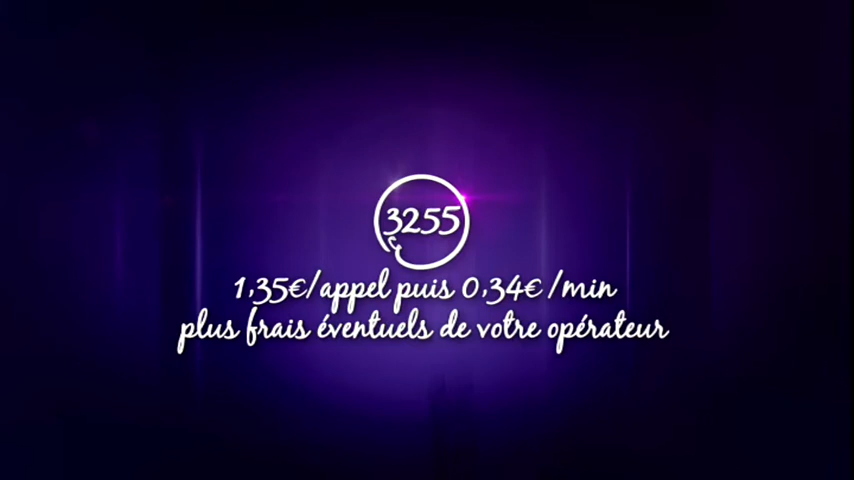 3255
1,35€/appel puis 0,34€/min
plus frais éventuels de votre opérateur